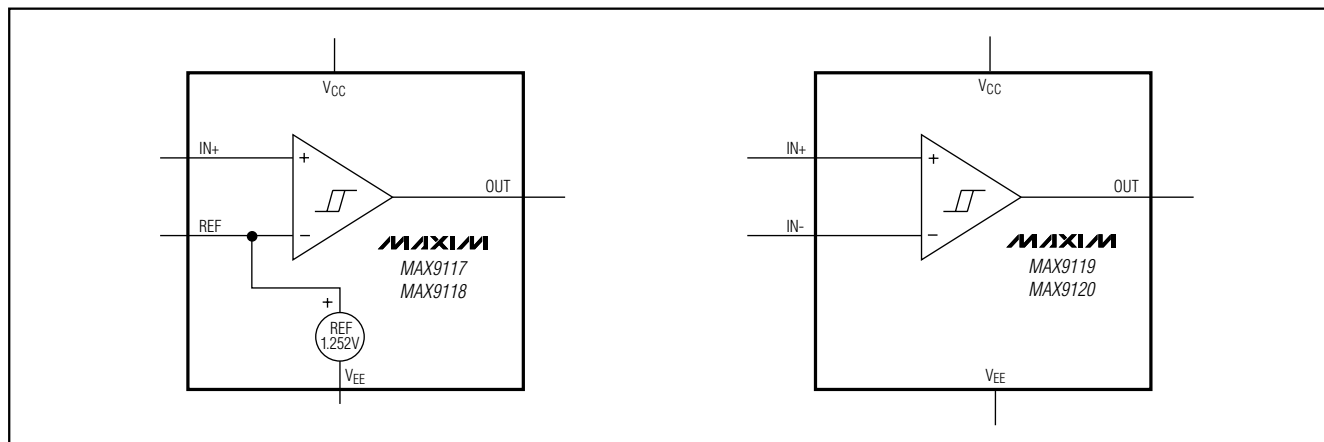 VCC
IN+
+
OUT
REF
−
MAXIM
MAX9117
MAX9118
+
REF
1.252V
VEE
VCC
IN+
+
OUT
IN-
−
MAXIM
MAX9119
MAX9120
VEE